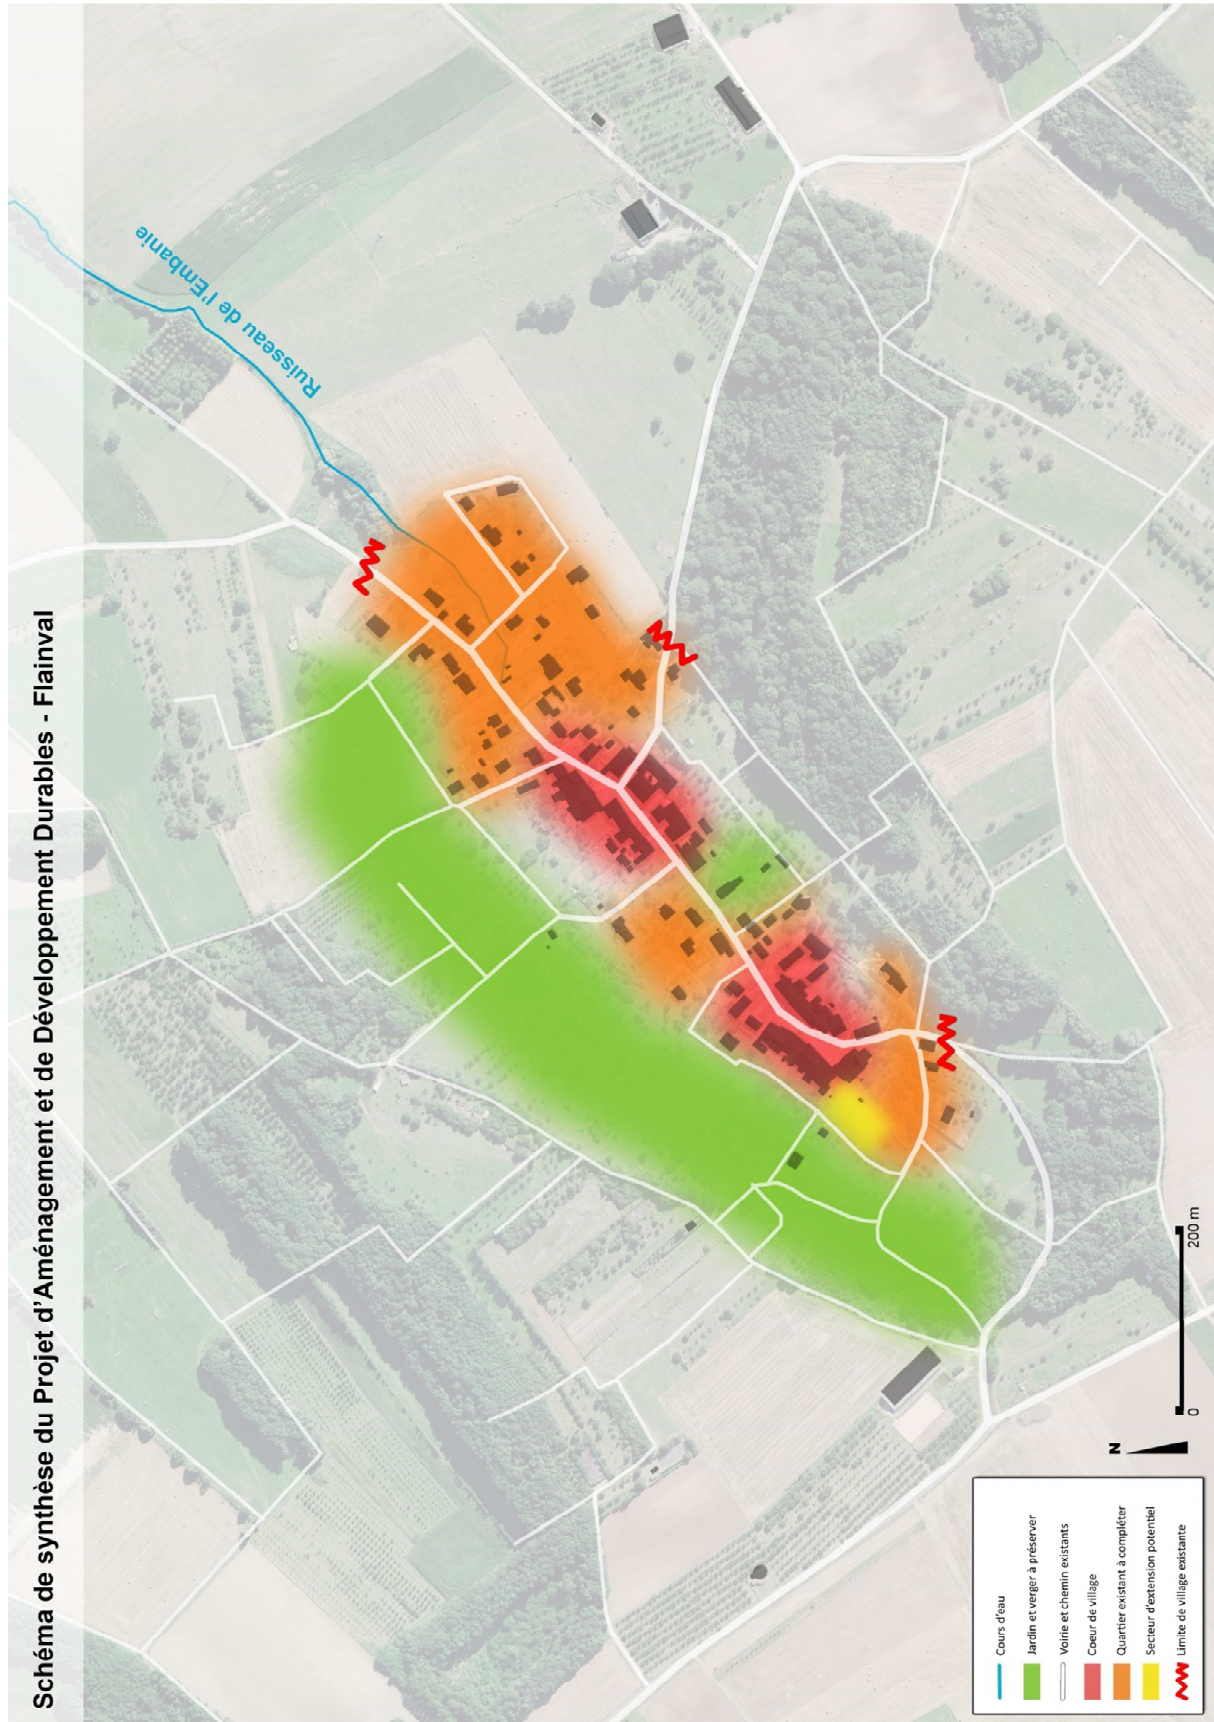 Schéma de synthèse du Projet d'Aménagement et de Développement Durables - Flainval
Ruisseau de l'Embanie
N
0
200 m
Cours d'eau
Jardin et verger à préserver
Voirie et chemin existants
Coeur de village
Quartier existant à compléter
Secteur d'extension potentiel
Limite de village existante